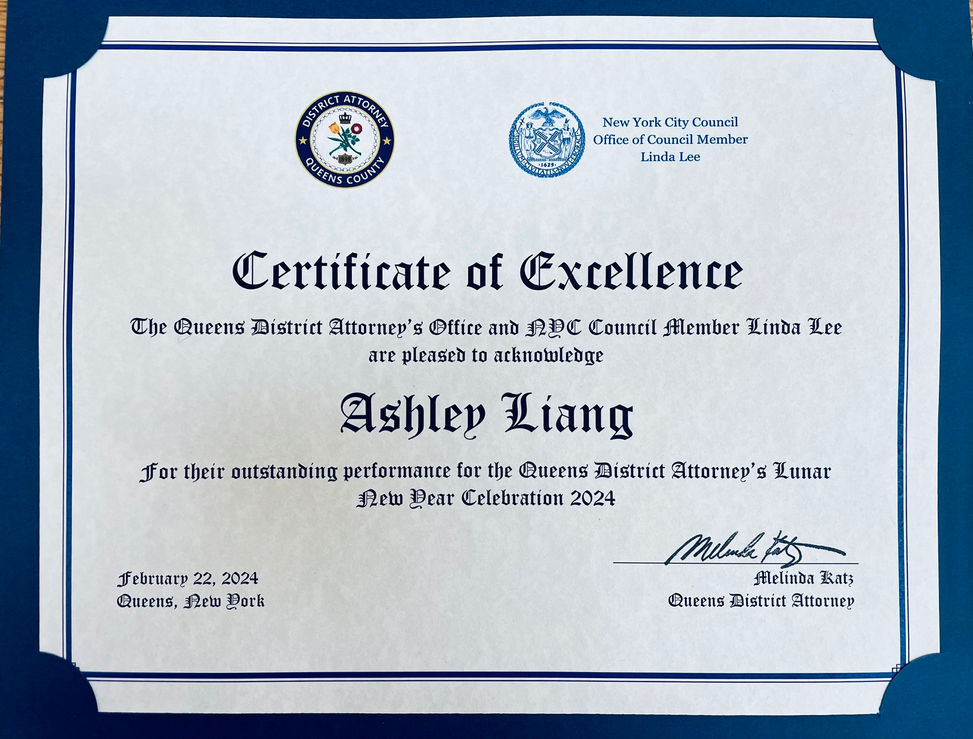 DISTRICT ATTORNEY
QUEENS COUNTY
New York City Council
Office of Council Member
Linda Lee
·1625·
Certificate of Excellence
The Queens District Attorney's Office and NYC Council Member Linda Lee
are pleased to acknowledge
Ashley Liang
For their outstanding performance for the Queens District Attorney's Lunar
New Year Celebration 2024
Melinda Katz
February 22, 2024
Melinda Katz
Queens, New York
Queens District Attorney